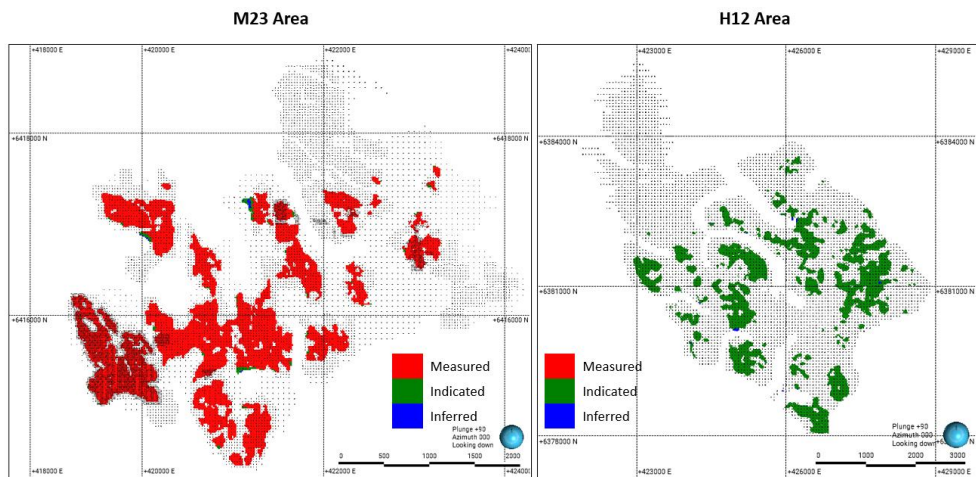 M23 Area
H12 Area
+418000 E
+420000 E
+422000 E
+424000 E
+6418000 N
+6418000 N
+6416000 N
+6416000 N
Measured
Indicated
Inferred
Plunge +90
Azimuth 000
Looking down
0 500 1000 1500 2000
+418000 E
+420000 E
+422000 E
+424000 E
+423000 E
+426000 E
+429000 E
+6384000 N
+6384000 N
+6381000 N
+6381000 N
+6378000 N
Measured
Indicated
Inferred
Plunge +90
Azimuth 000
Looking down
0 1000 2000 3000
+423000 E
+426000 E
+429000 E